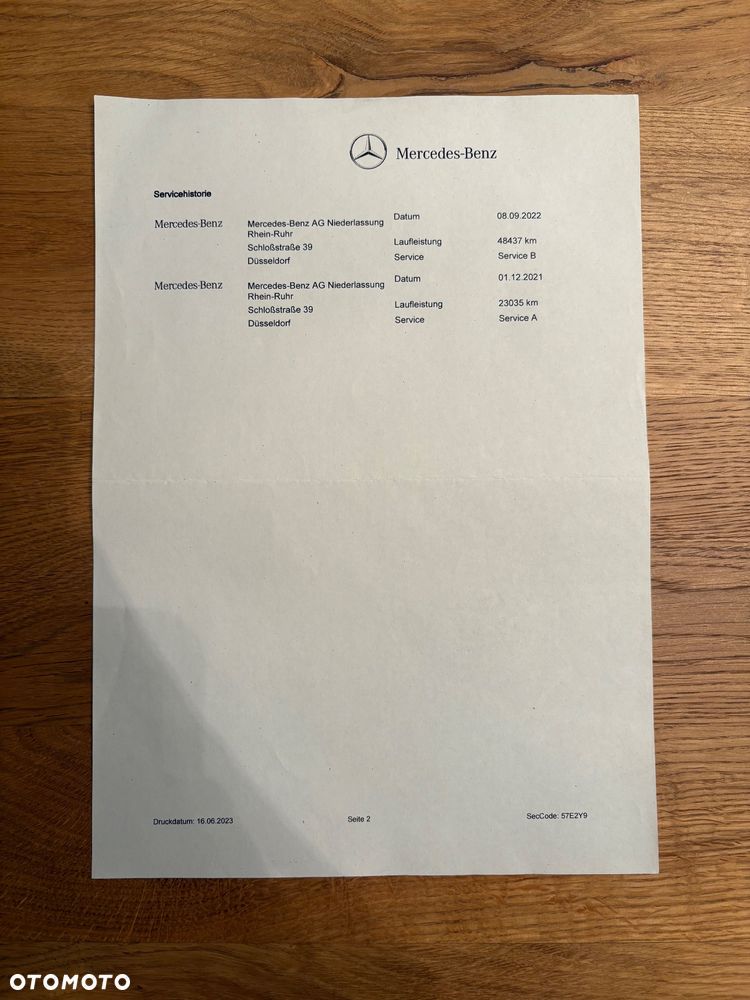 Mercedes-Benz
Servicehistorie
Mercedes-Benz Mercedes-Benz AG Niederlassung Datum 08.09.2022
Rhein-Ruhr
Schloßstraße 39 Laufleistung 48437 km
Düsseldorf Service Service B
Mercedes-Benz Mercedes-Benz AG Niederlassung Datum 01.12.2021
Rhein-Ruhr
Schloßstraße 39 Laufleistung 23035 km
Düsseldorf Service Service A
Druckdatum: 16.06.2023 Seite 2 SecCode: 57E2Y9
OTOMOTO